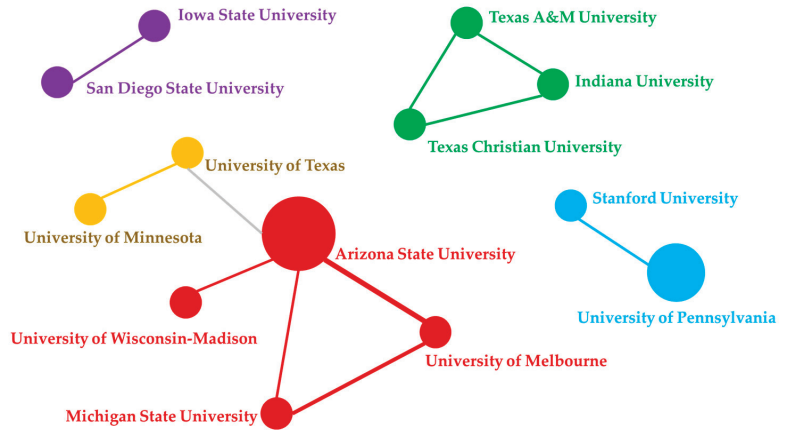 Iowa State University
Texas A&M University
San Diego State University
Indiana University
Texas Christian University
University of Texas
Stanford University
University of Minnesota
Arizona State University
University of Pennsylvania
University of Wisconsin-Madison
University of Melbourne
Michigan State University